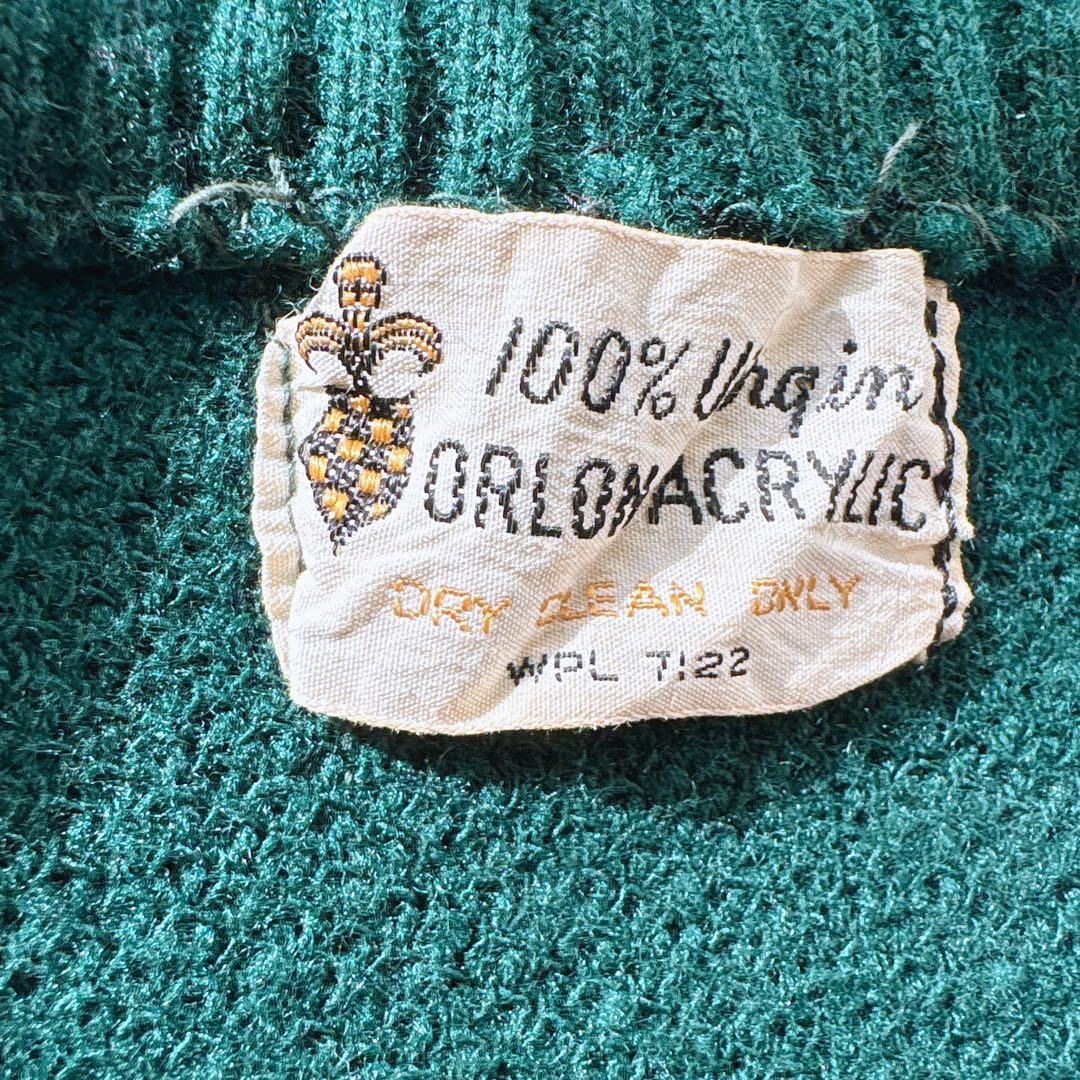 100% Virgin
ORLON ACRYLIC
DRY CLEAN ONLY
WPL 7122